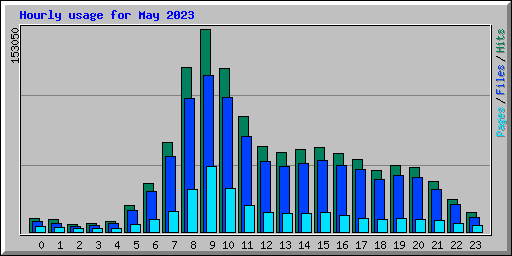 Hourly usage for May 2023
153050
Pages/Files/Hits
0 1 2 3 4 5 6 7 8 9 10 11 12 13 14 15 16 17 18 19 20 21 22 23